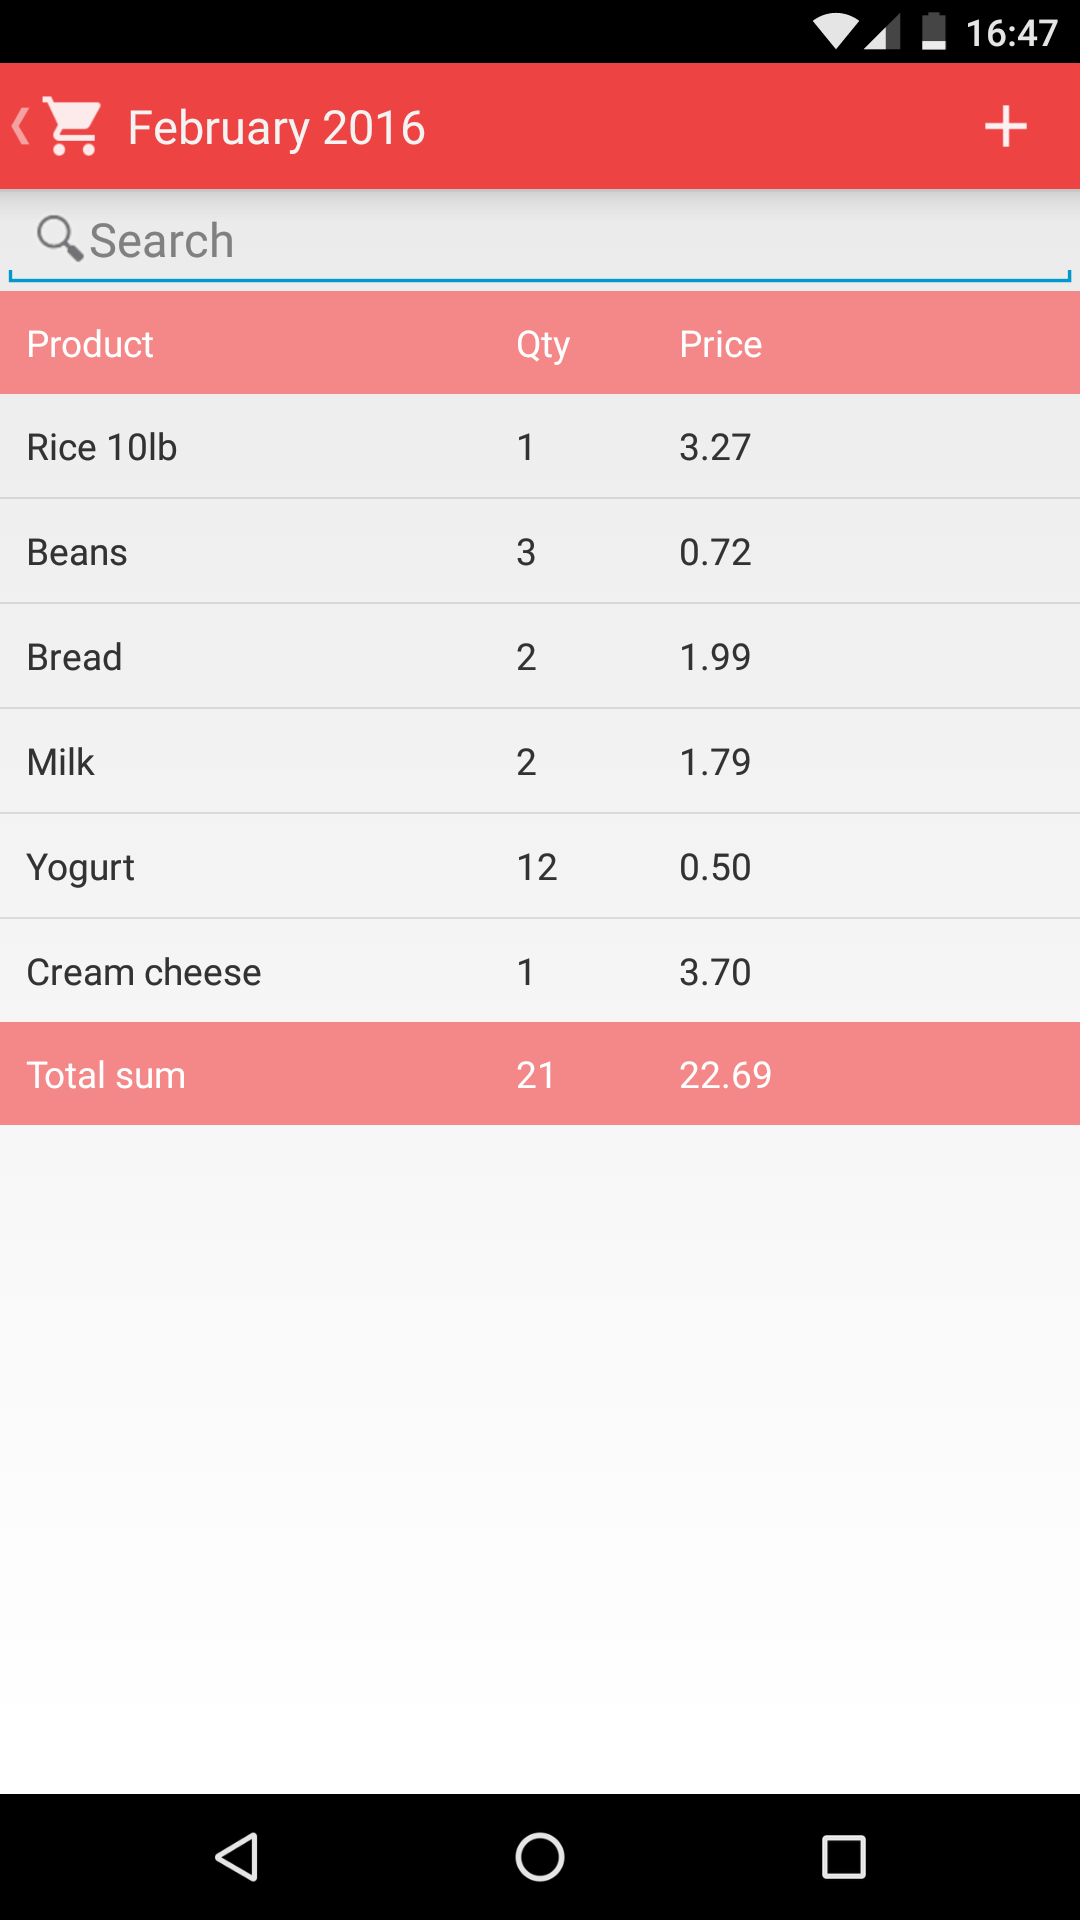 16:47
February 2016
Search
Product Qty Price
Rice 10lb 1 3.27
Beans 3 0.72
Bread 2 1.99
Milk 2 1.79
Yogurt 12 0.50
Cream cheese 1 3.70
Total sum 21 22.69